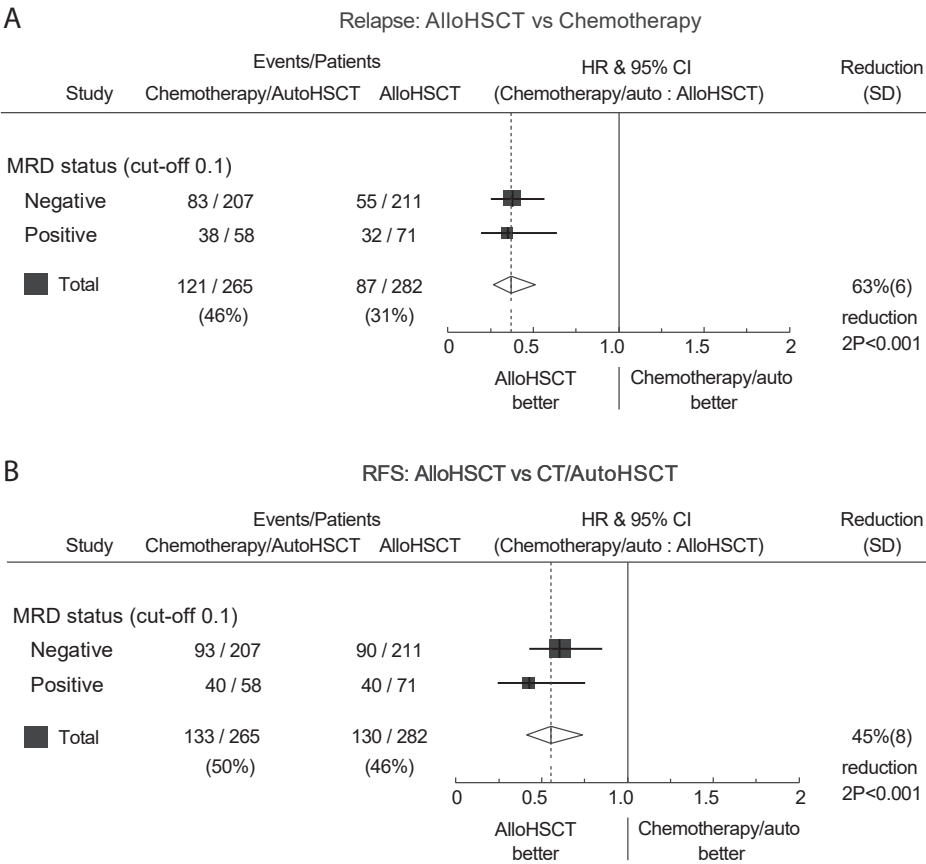 A
Relapse: AlloHSCT vs Chemotherapy
Events/Patients
HR & 95% CI
Reduction
Study Chemotherapy/AutoHSCT AlloHSCT (Chemotherapy/auto : AlloHSCT) (SD)
MRD status (cut-off 0.1)
Negative 83 / 207 55 / 211
Positive 38 / 58 32 / 71
Total 121 / 265 87 / 282 63%(6)
(46%) (31%) reduction
0 0.5 1.0 1.5 2 2P<0.001
AlloHSCT Chemotherapy/auto
better better
B
RFS: AlloHSCT vs CT/AutoHSCT
Events/Patients HR & 95% CI Reduction
Study Chemotherapy/AutoHSCT AlloHSCT (Chemotherapy/auto : AlloHSCT) (SD)
MRD status (cut-off 0.1)
Negative 93 / 207 90 / 211
Positive 40 / 58 40 / 71
Total 133 / 265 130 / 282 45%(8)
(50%) (46%) reduction
0 0.5 1.0 1.5 2 2P<0.001
AlloHSCT Chemotherapy/auto
better better